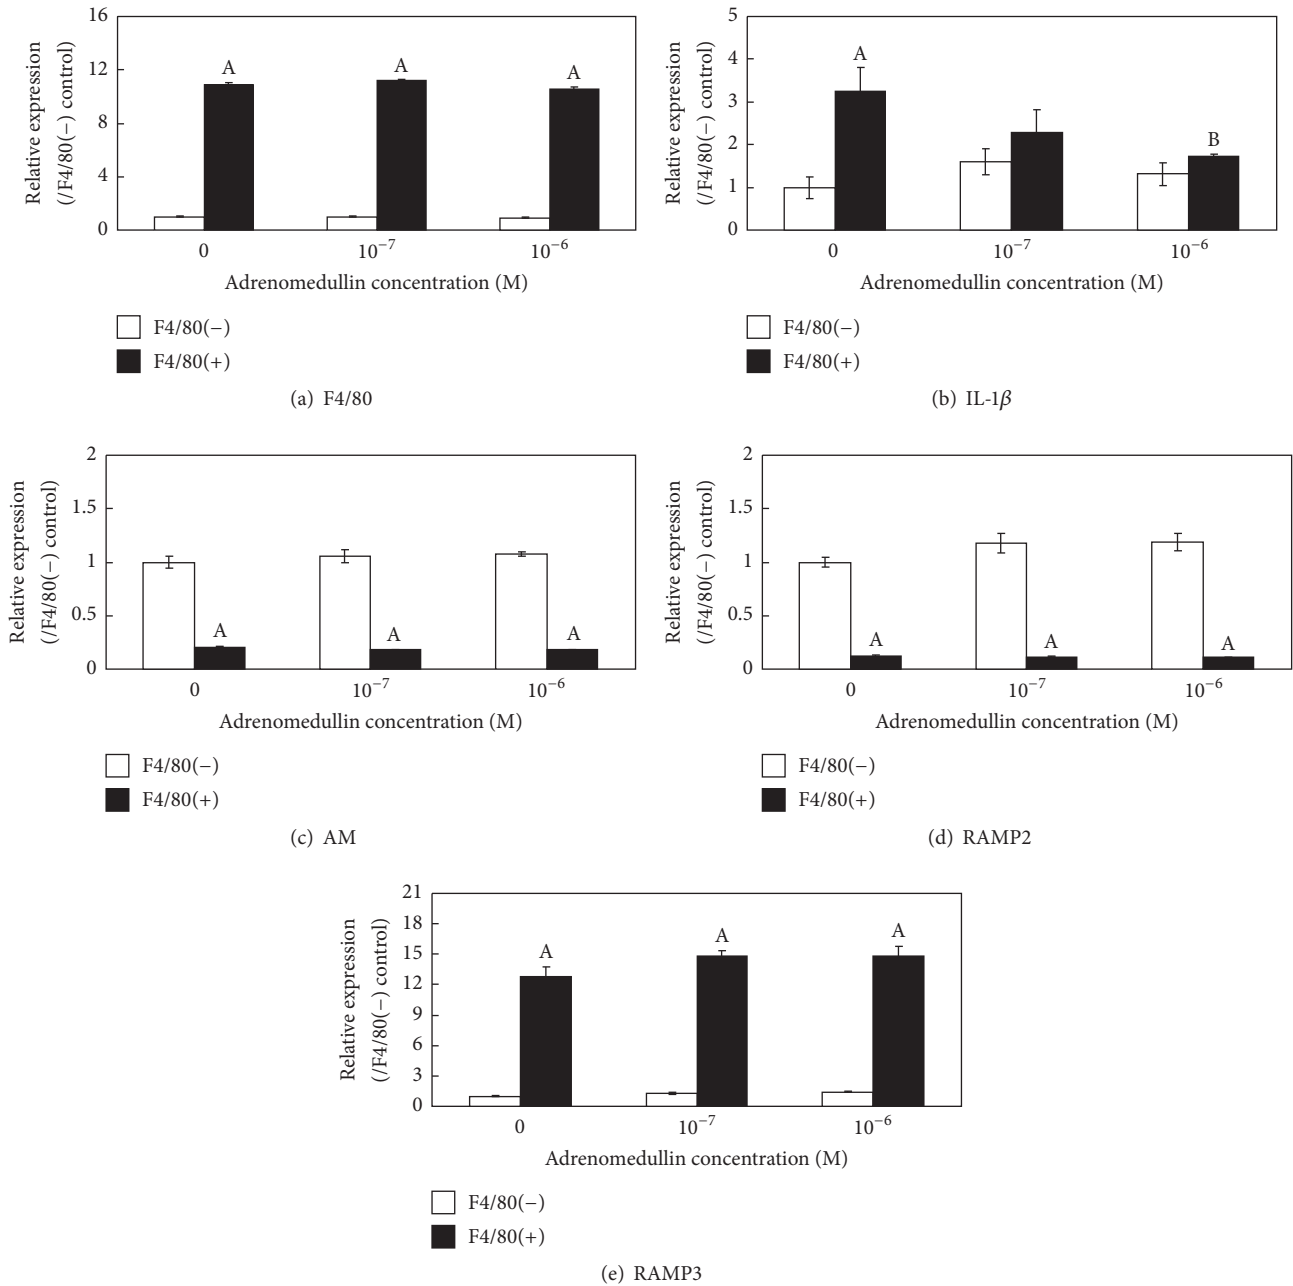 Relative expression
(/F4/80(−) control)
16
12
8
4
0
A
A
A
0
10−7
10−6
Adrenomedullin concentration (M)
F4/80(−)
F4/80(+)
(a) F4/80
Relative expression
(/F4/80(−) control)
5
4
3
2
1
0
A
B
0
10−7
10−6
Adrenomedullin concentration (M)
F4/80(−)
F4/80(+)
(b) IL-1β
Relative expression
(/F4/80(−) control)
2
1.5
1
0.5
0
A
A
A
0
10−7
10−6
Adrenomedullin concentration (M)
F4/80(−)
F4/80(+)
(c) AM
Relative expression
(/F4/80(−) control)
2
1.5
1
0.5
0
A
A
A
0
10−7
10−6
Adrenomedullin concentration (M)
F4/80(−)
F4/80(+)
(d) RAMP2
Relative expression
(/F4/80(−) control)
21
18
15
12
9
6
3
0
A
A
A
0
10−7
10−6
Adrenomedullin concentration (M)
F4/80(−)
F4/80(+)
(e) RAMP3